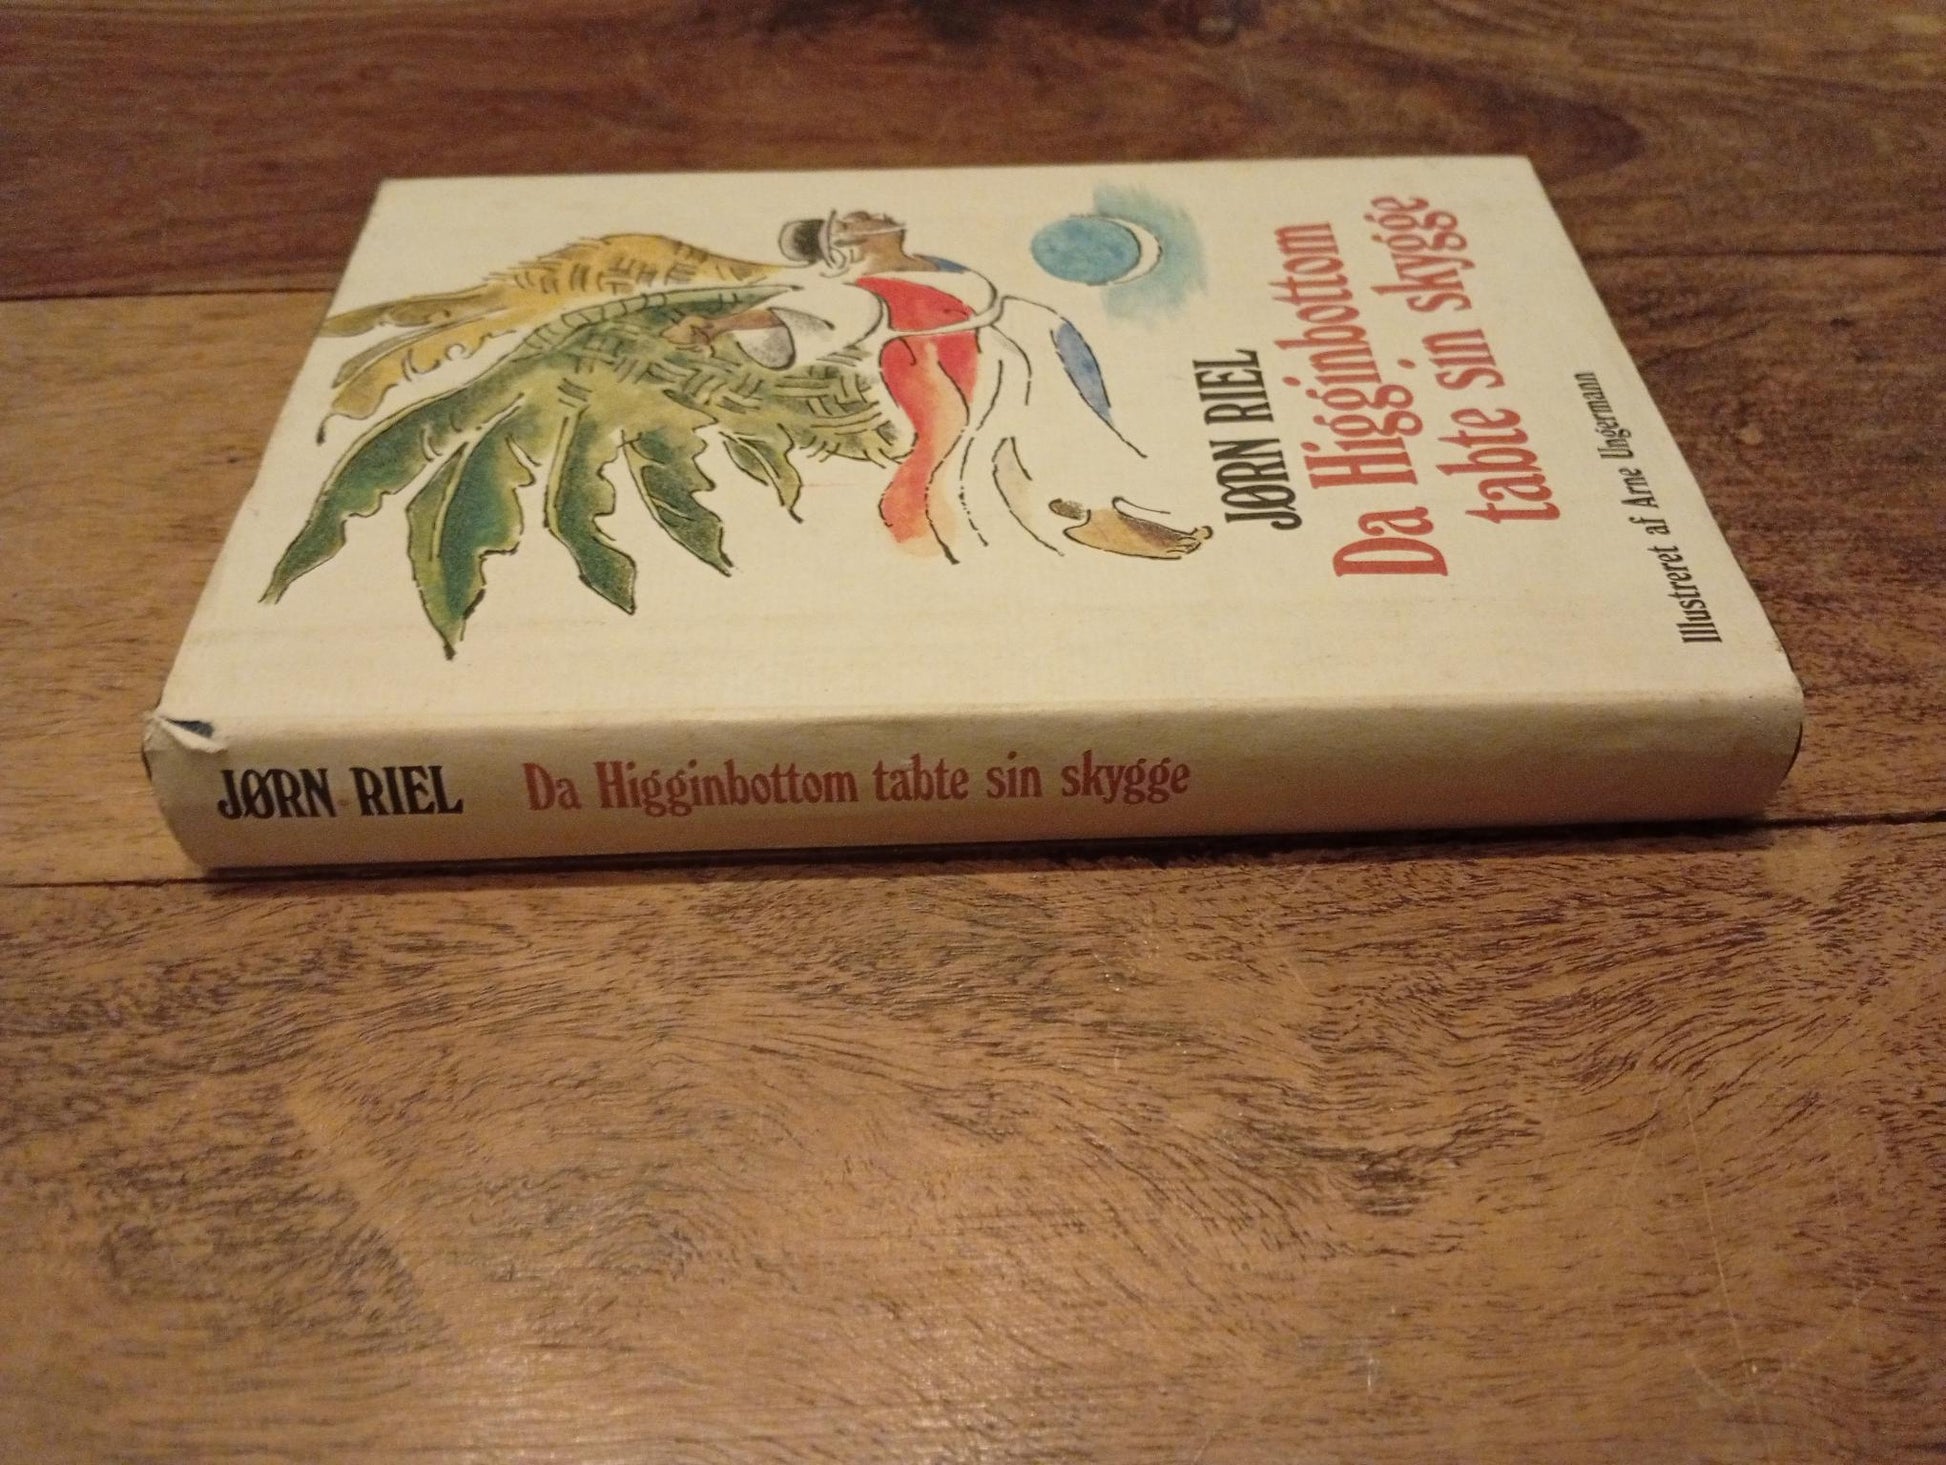 JØRN RIEL
Da Higginbottom
tabte sin skygge
Illustreret af Arne Ungermann
JØRN RIEL Da Higginbottom tabte sin skygge